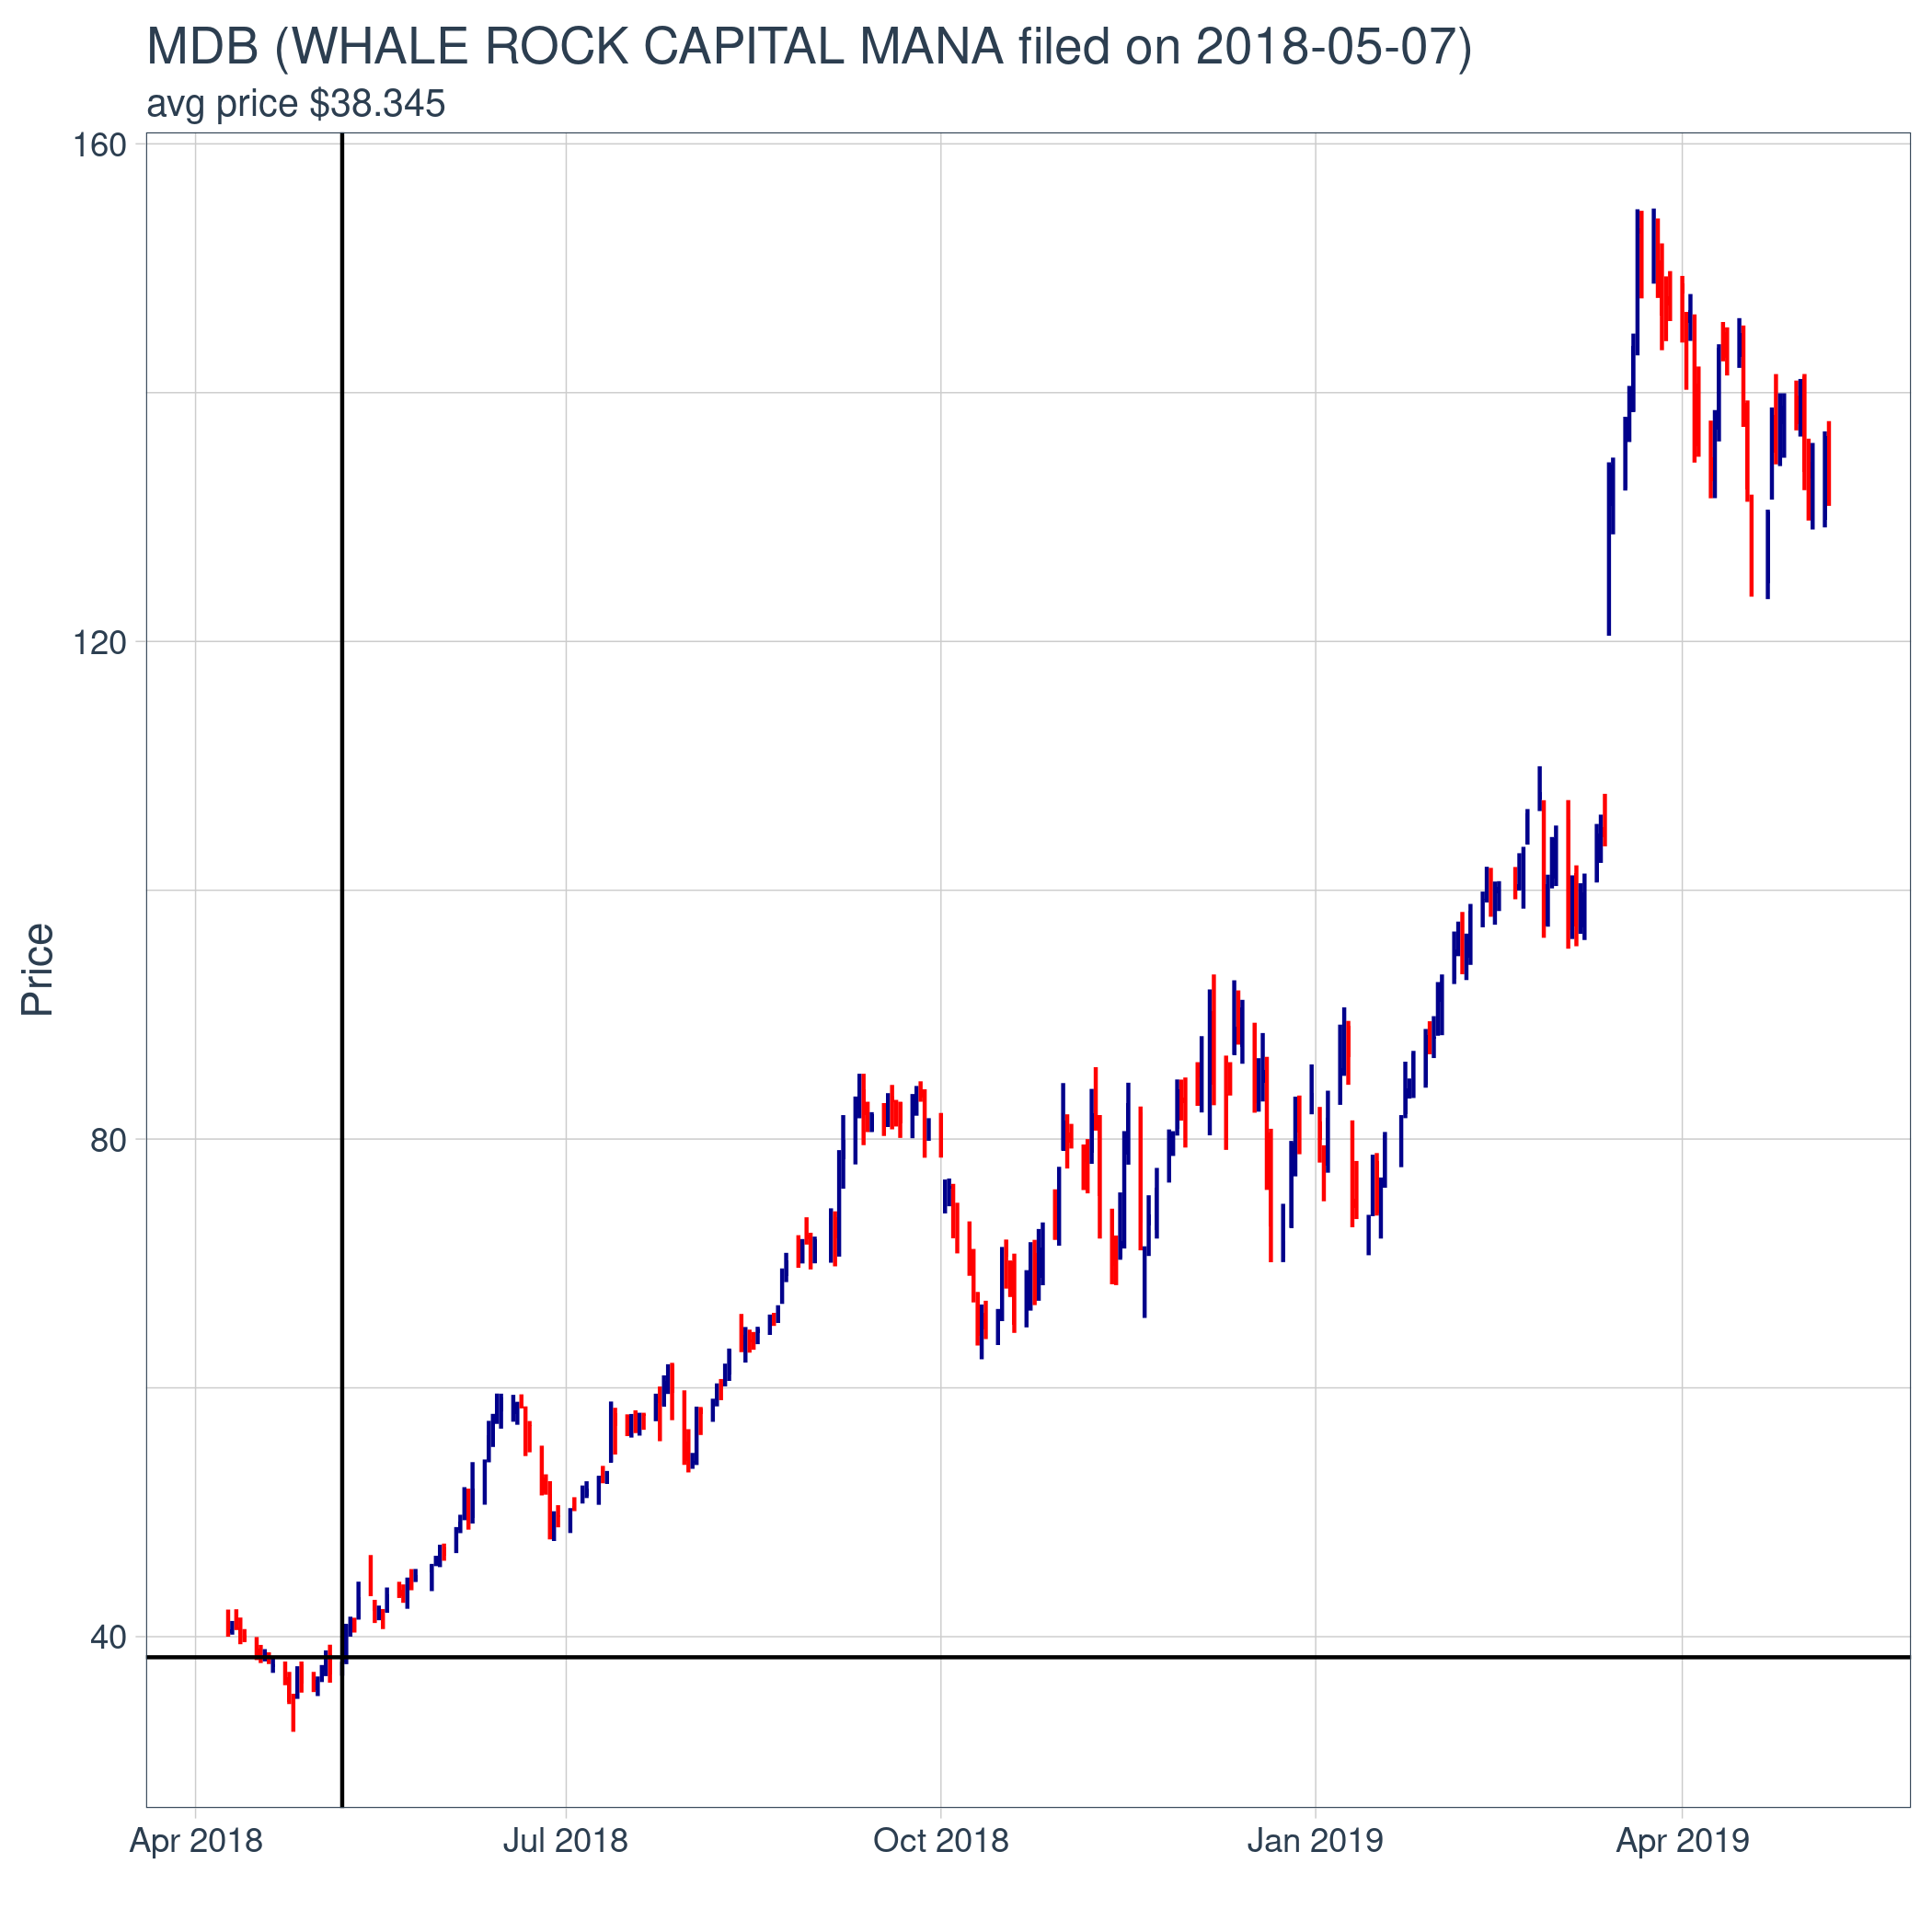 MDB (WHALE ROCK CAPITAL MANA filed on 2018-05-07)
avg price $38.345
160
120
80
40
Price
Apr 2018
Jul 2018
Oct 2018
Jan 2019
Apr 2019